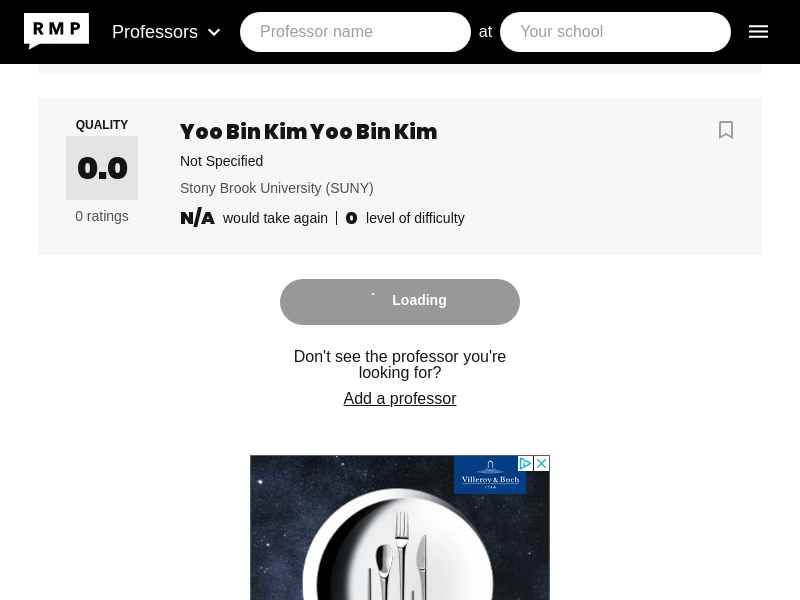 RMP
Professors
Professor name
at
Your school
QUALITY
0.0
0 ratings
Yoo Bin Kim Yoo Bin Kim
Not Specified
Stony Brook University (SUNY)
N/A would take again
0 level of difficulty
Loading
Don't see the professor you're
looking for?
Add a professor
Villeroy & Boch
1748